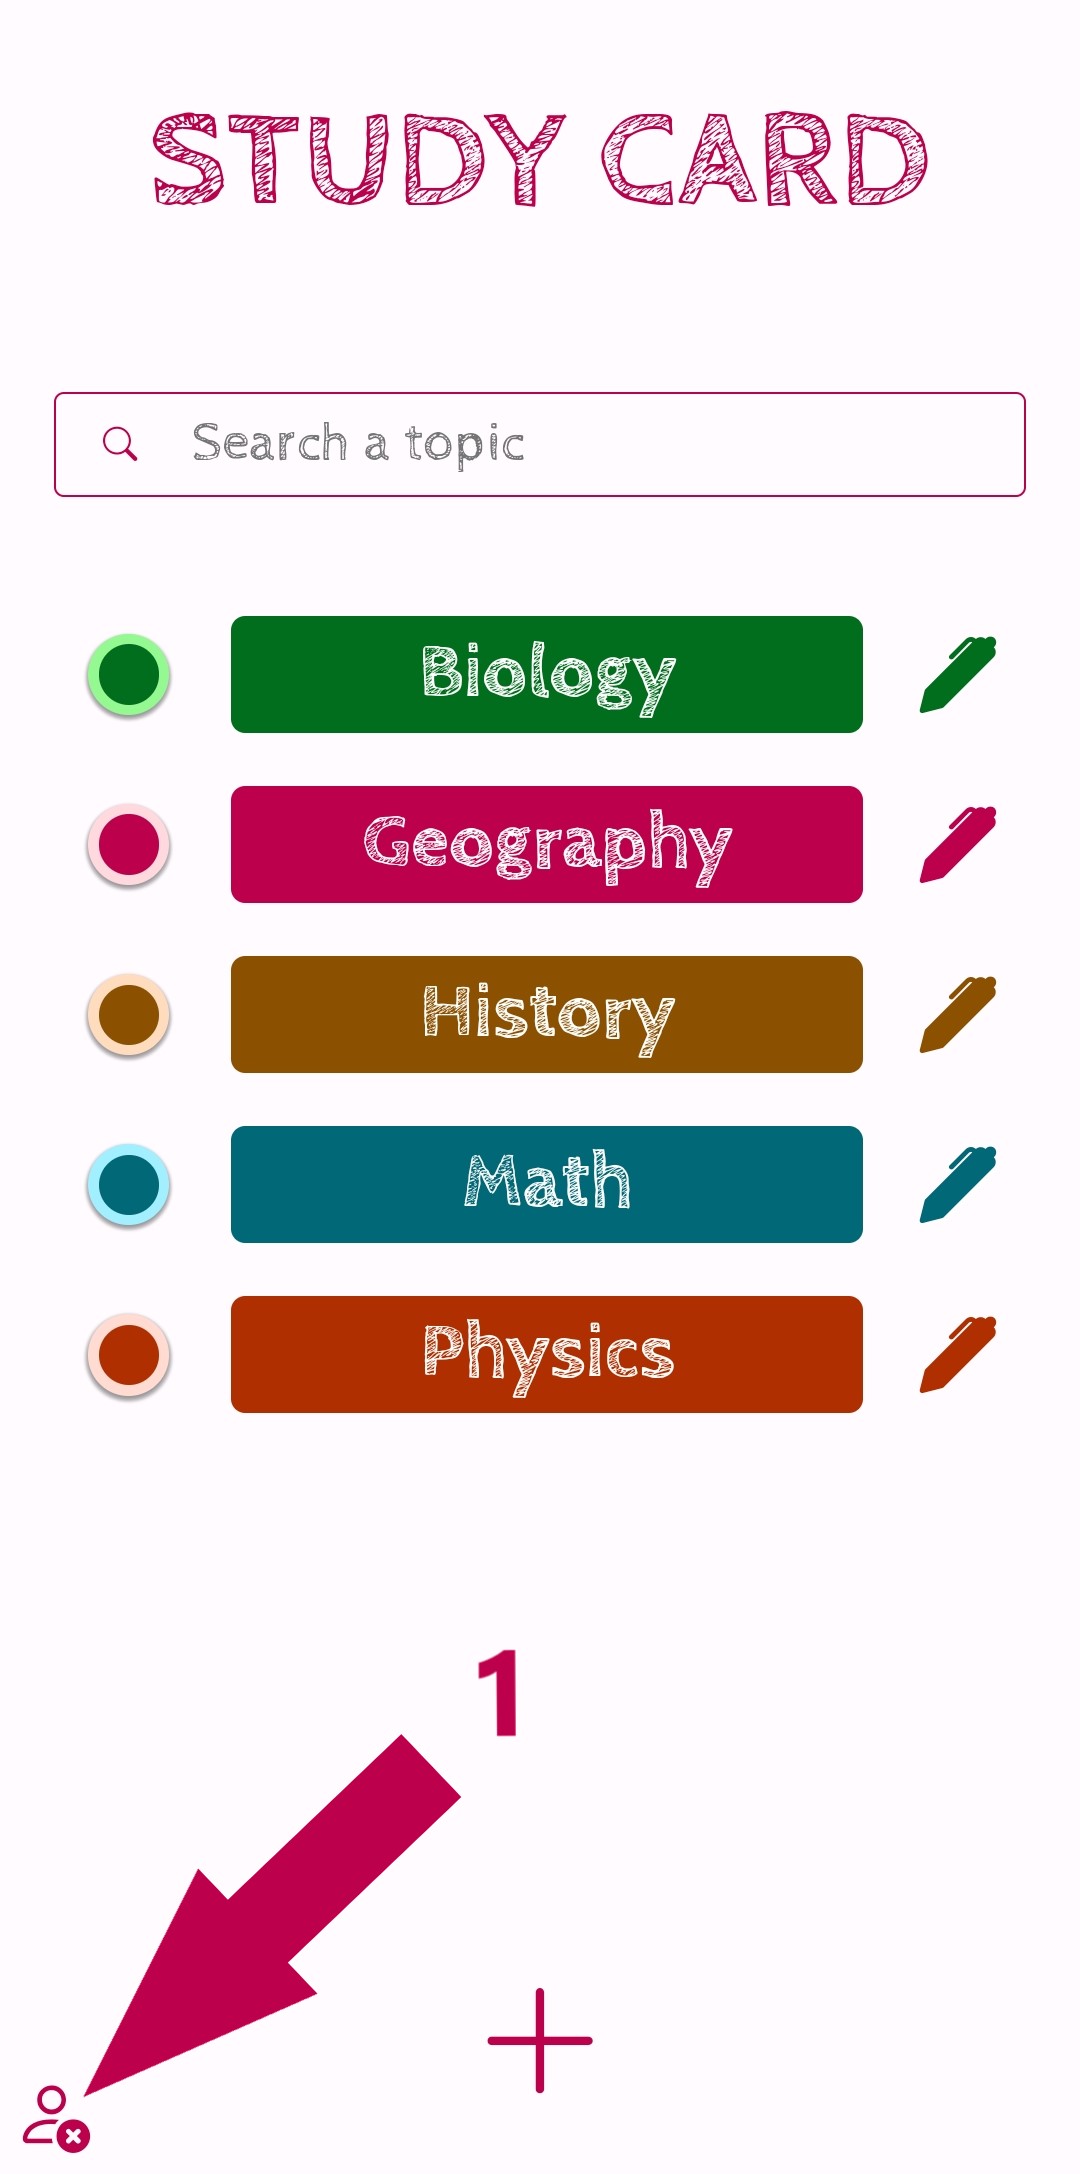 STUDY CARD
Search a topic
Biology
Geography
History
Math
Physics
1